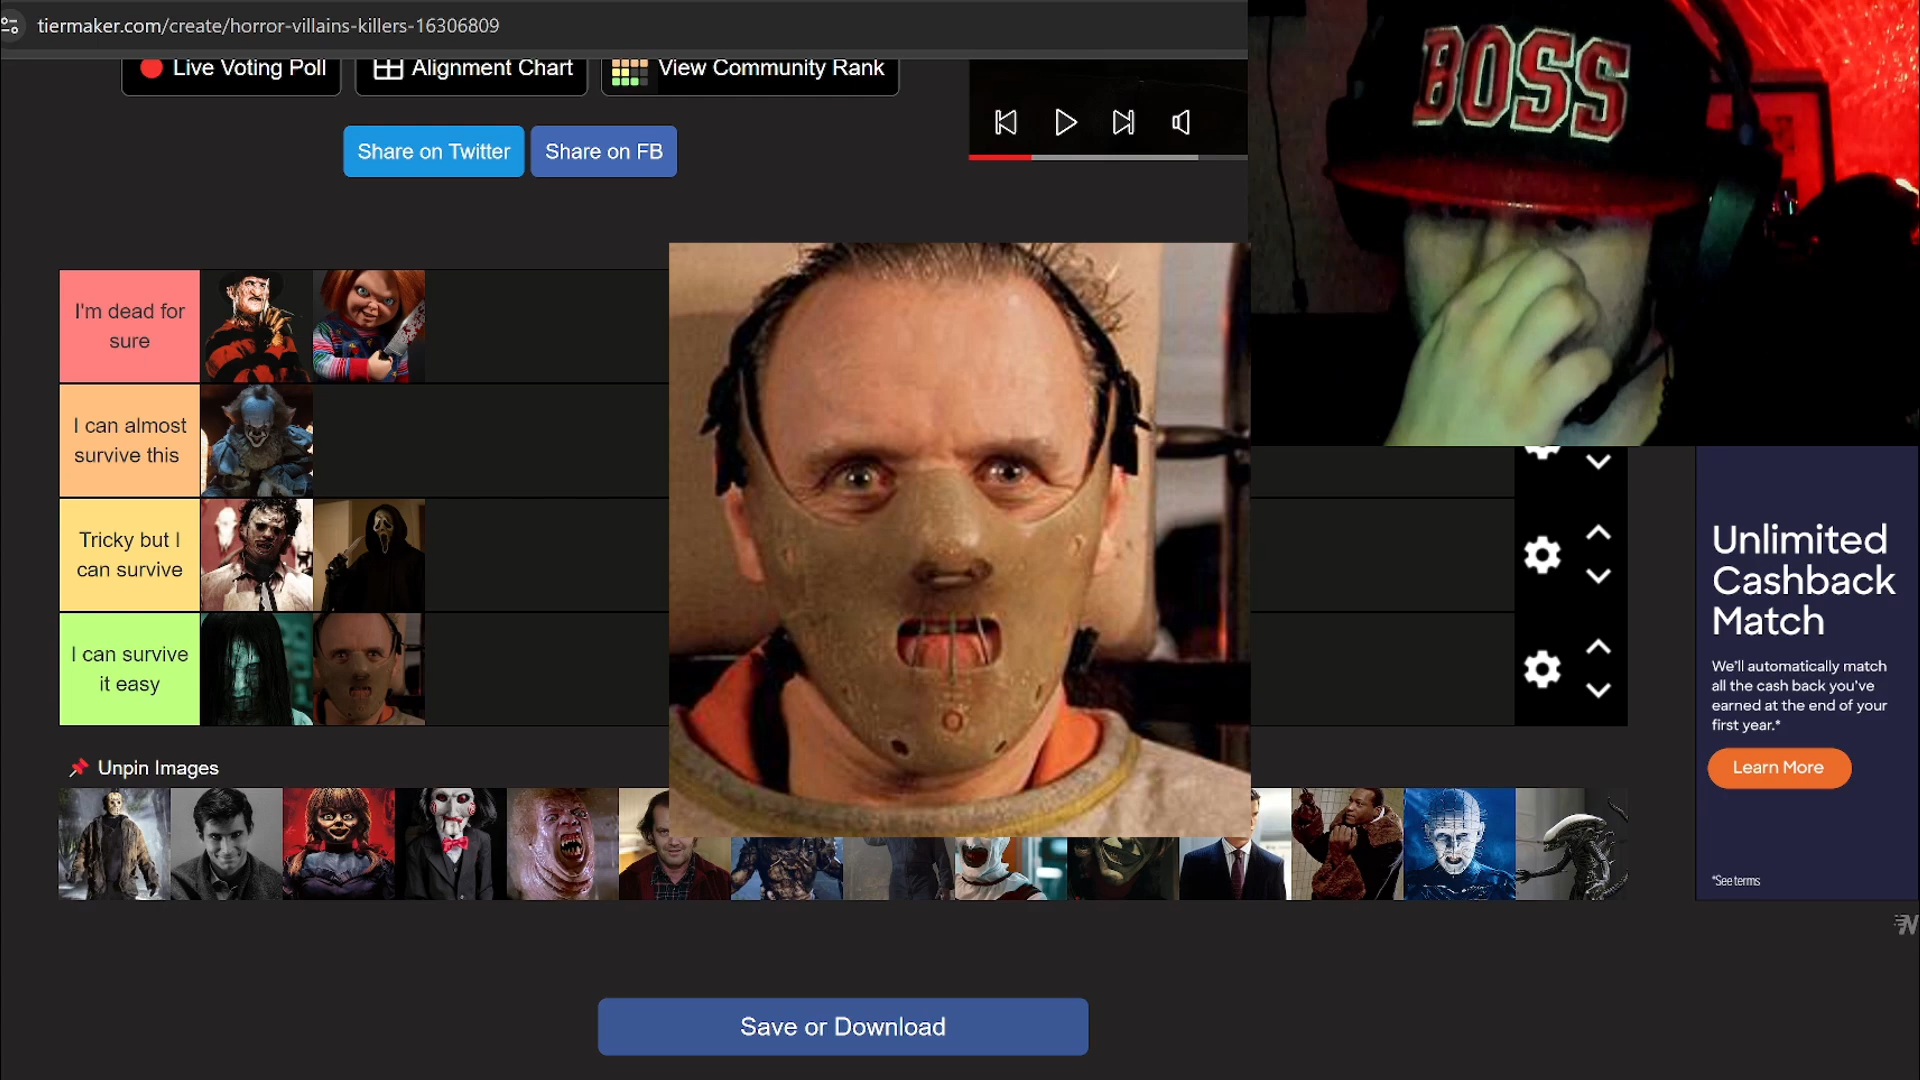 tiermaker.com/create/horror-villains-killers-16306809
Live Voting Poll
Alignment Chart
View Community Rank
Share on Twitter
Share on FB
BOSS
I'm dead for
sure
I can almost
survive this
Tricky but I
can survive
I can survive
it easy
Unpin Images
Unlimited
Cashback
Match
We'll automatically match
all the cash back you've
earned at the end of your
first year.*
Learn More
*See terms
Save or Download